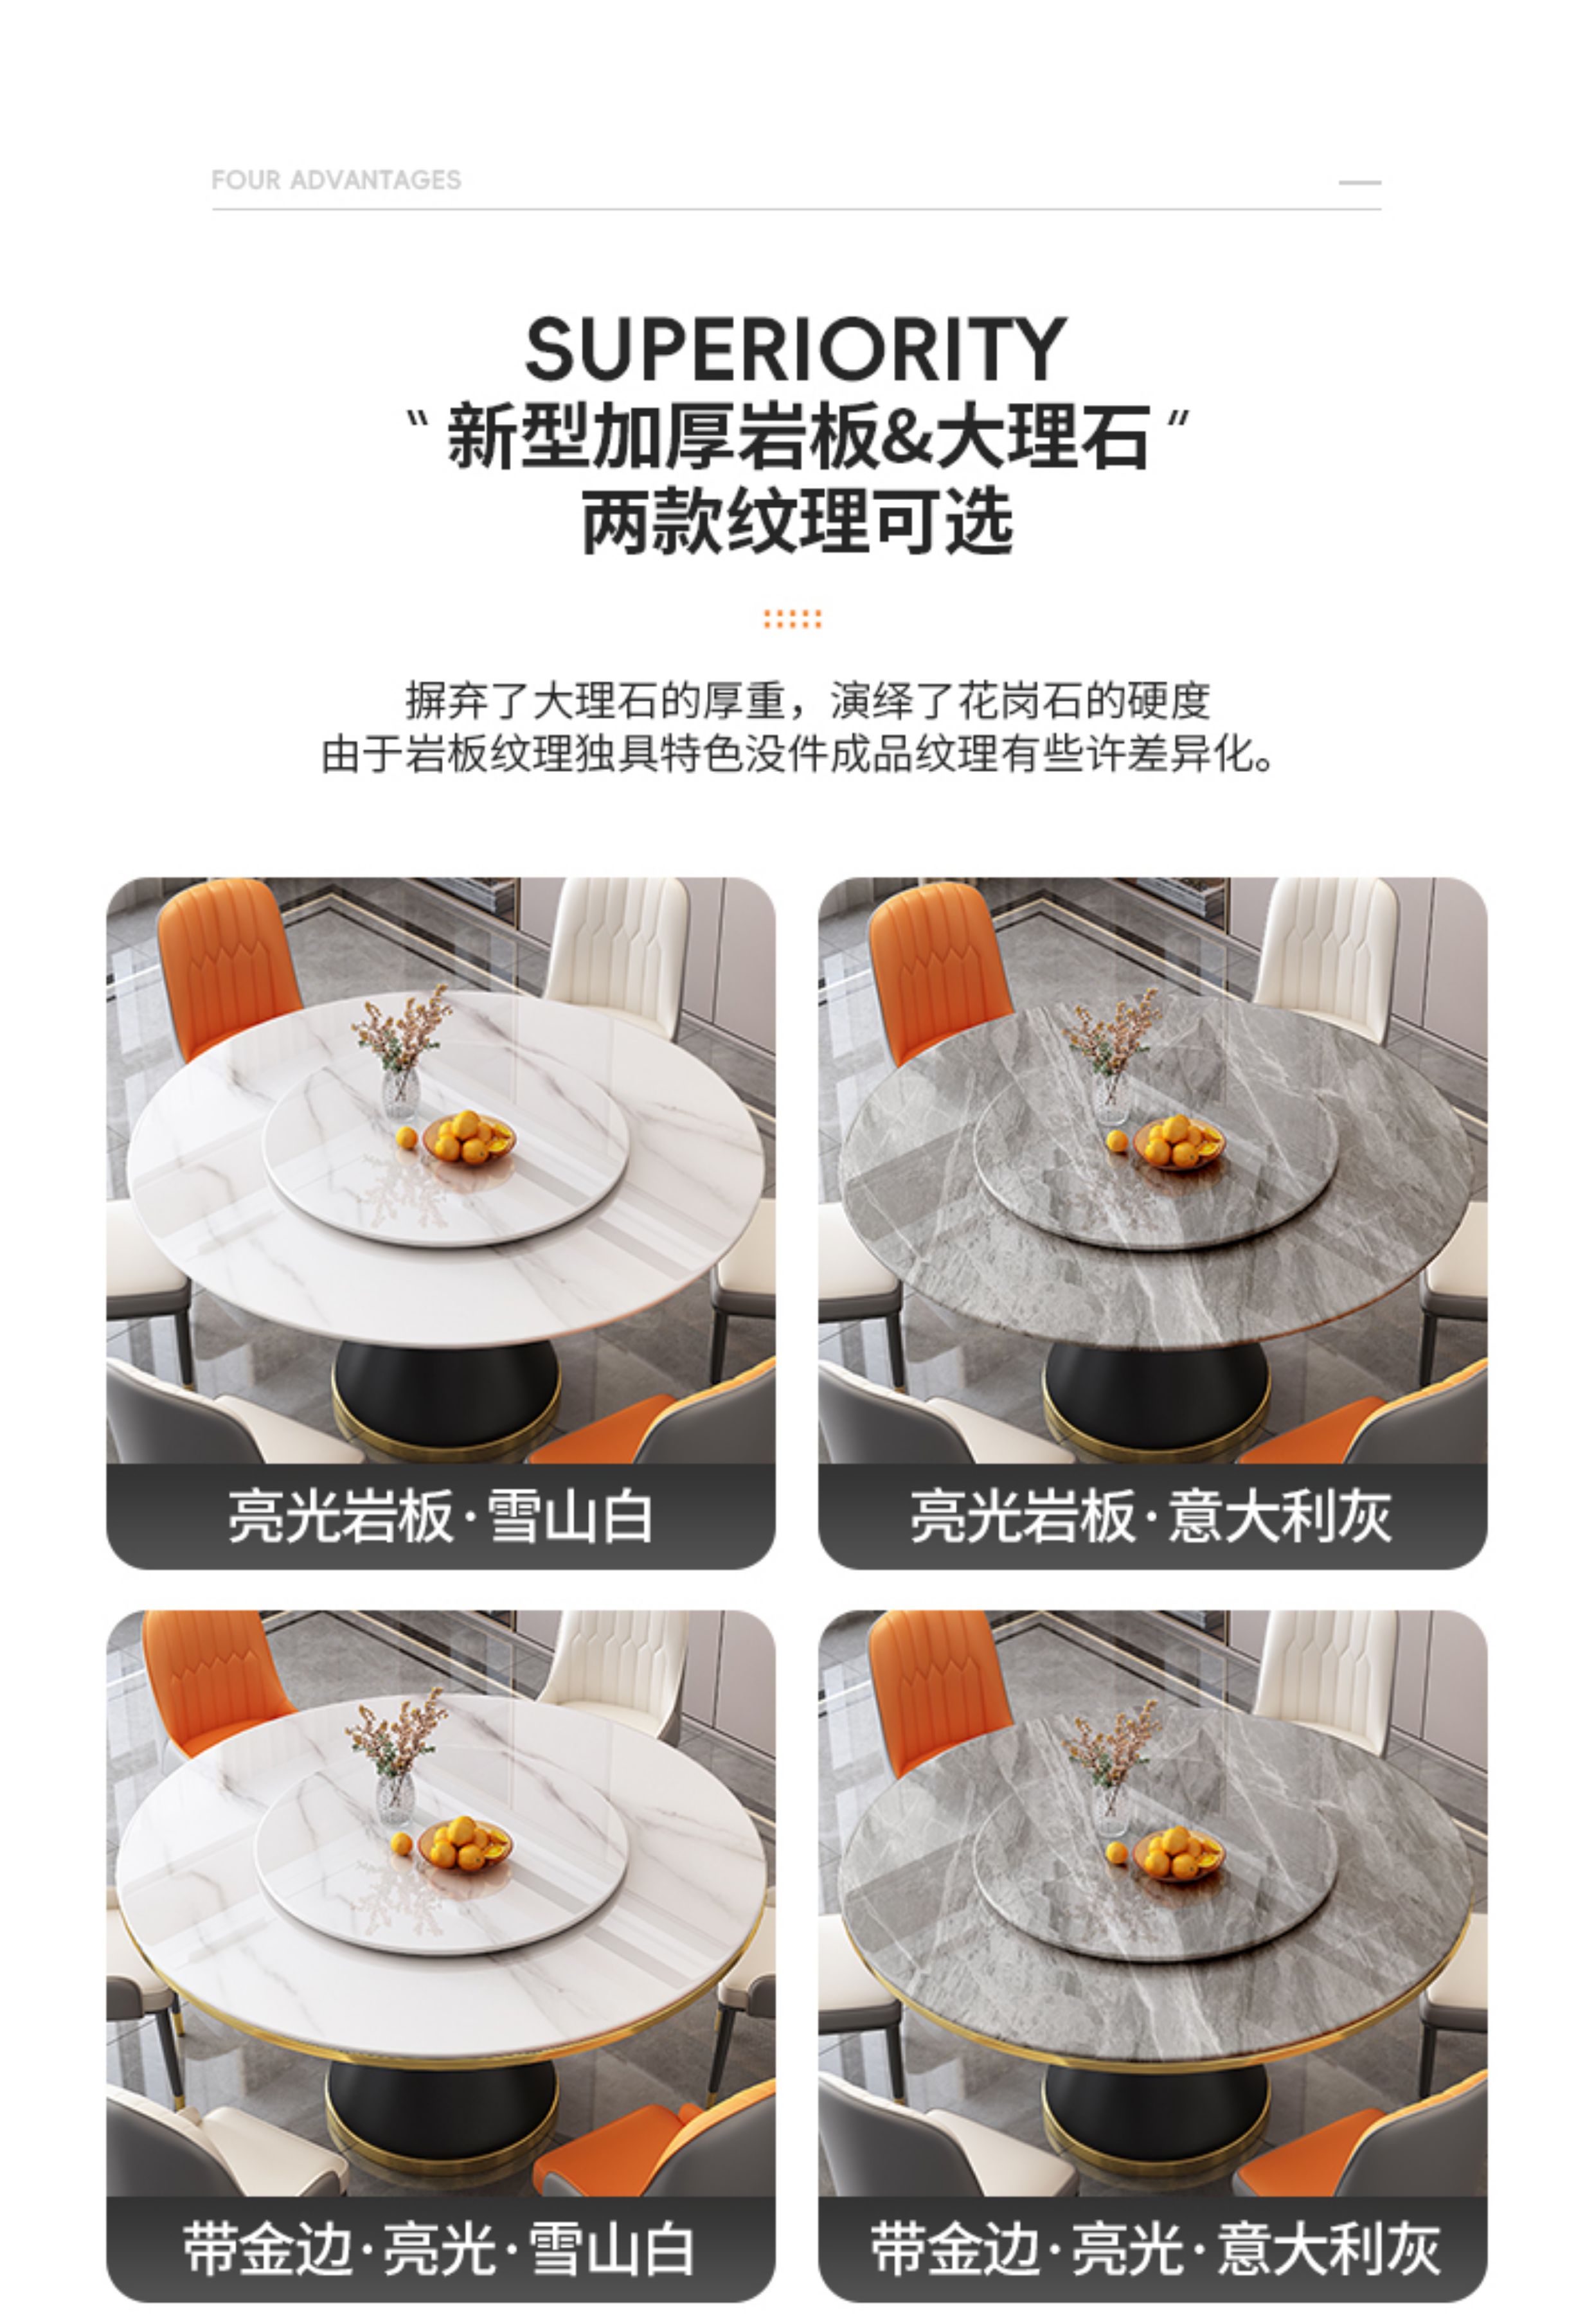 FOUR ADVANTAGES
SUPERIORITY
“新型加厚岩板&大理石”
两款纹理可选
摒弃了大理石的厚重，演绎了花岗石的硬度
由于岩板纹理独具特色没件成品纹理有些许差异化。
亮光岩板·雪山白
亮光岩板·意大利灰
带金边·亮光·雪山白
带金边·亮光·意大利灰